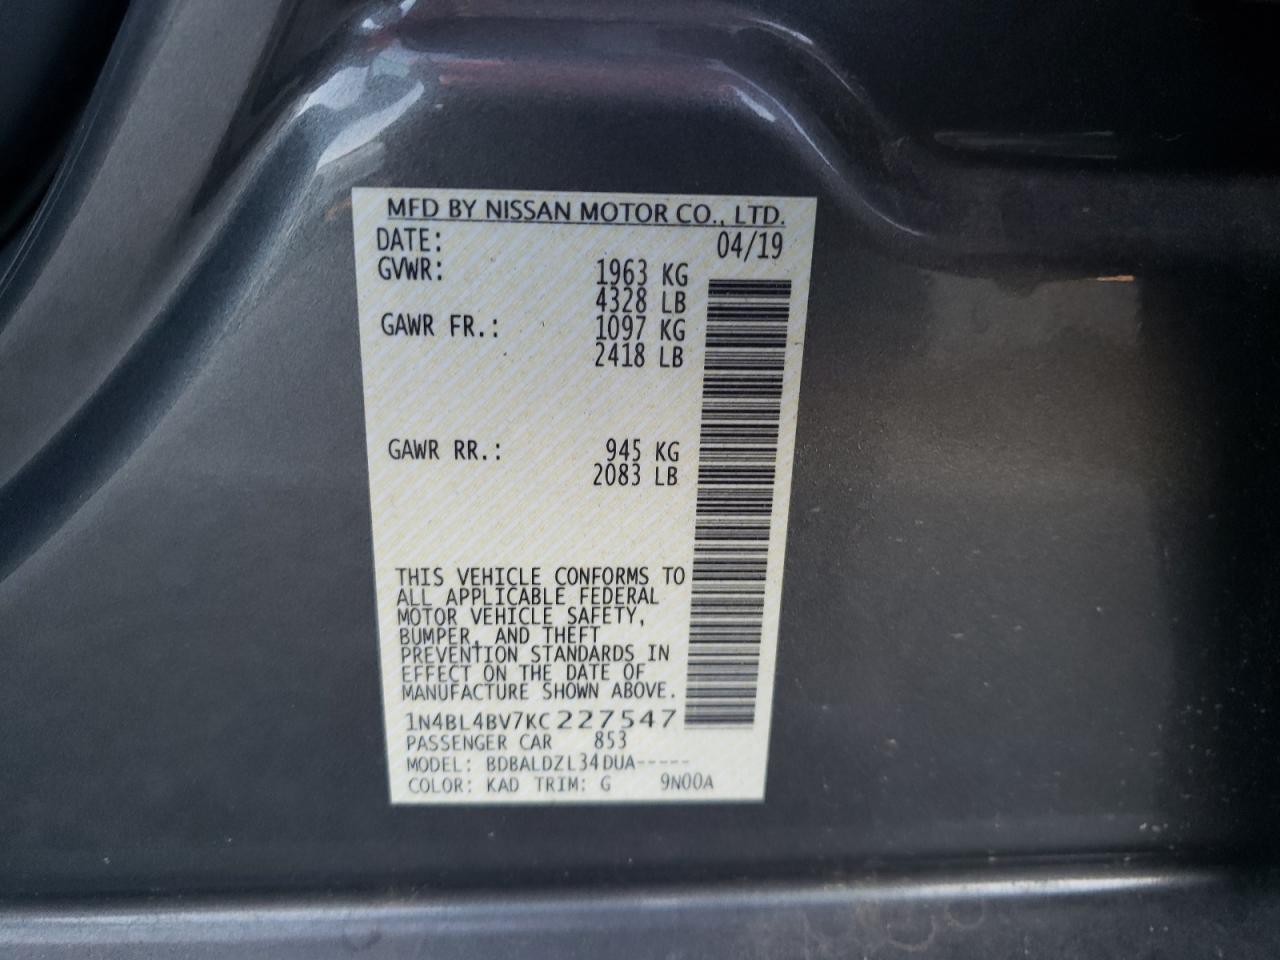 MFD BY NISSAN MOTOR CO., LTD.
DATE: 04/19
GVWR: 1963 KG
4328 LB
GAWR FR.: 1097 KG
2418 LB
GAWR RR.: 945 KG
2083 LB
THIS VEHICLE CONFORMS TO
ALL APPLICABLE FEDERAL
MOTOR VEHICLE SAFETY,
BUMPER, AND THEFT
PREVENTION STANDARDS IN
EFFECT ON THE DATE OF
MANUFACTURE SHOWN ABOVE.
1N4BL4BV7KC227547
PASSENGER CAR 853
MODEL: BDBALDZL34DUA-----
COLOR: KAD TRIM: G 9N00A